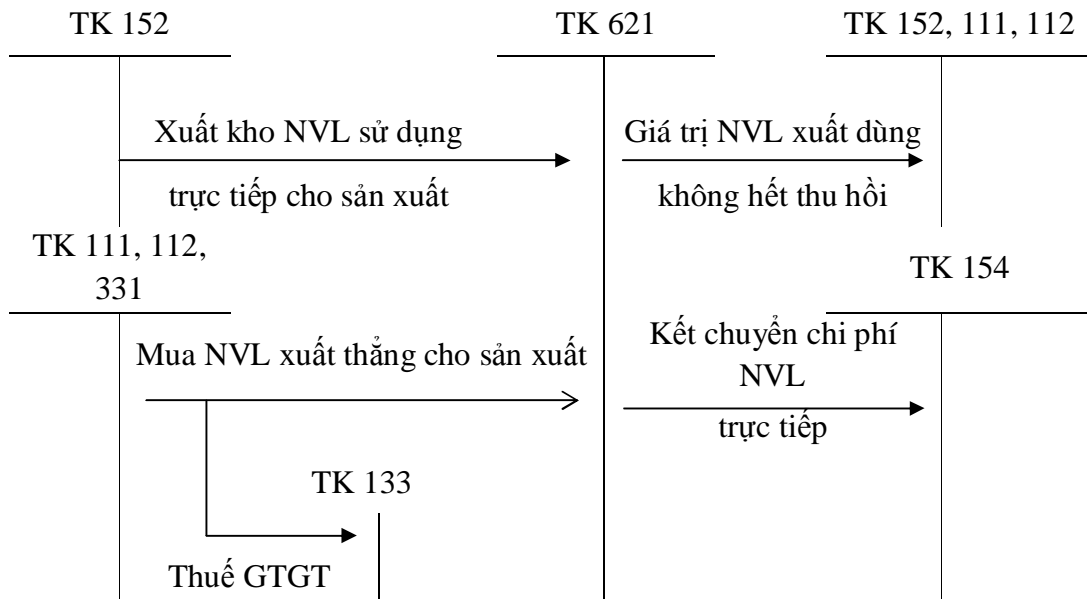 TK 152
TK 621
TK 152, 111, 112
Xuất kho NVL sử dụng
trực tiếp cho sản xuất
Giá trị NVL xuất dùng
không hết thu hồi
TK 111, 112,
331
TK 154
Mua NVL xuất thẳng cho sản xuất
Kết chuyển chi phí
NVL
trực tiếp
TK 133
Thuế GTGT